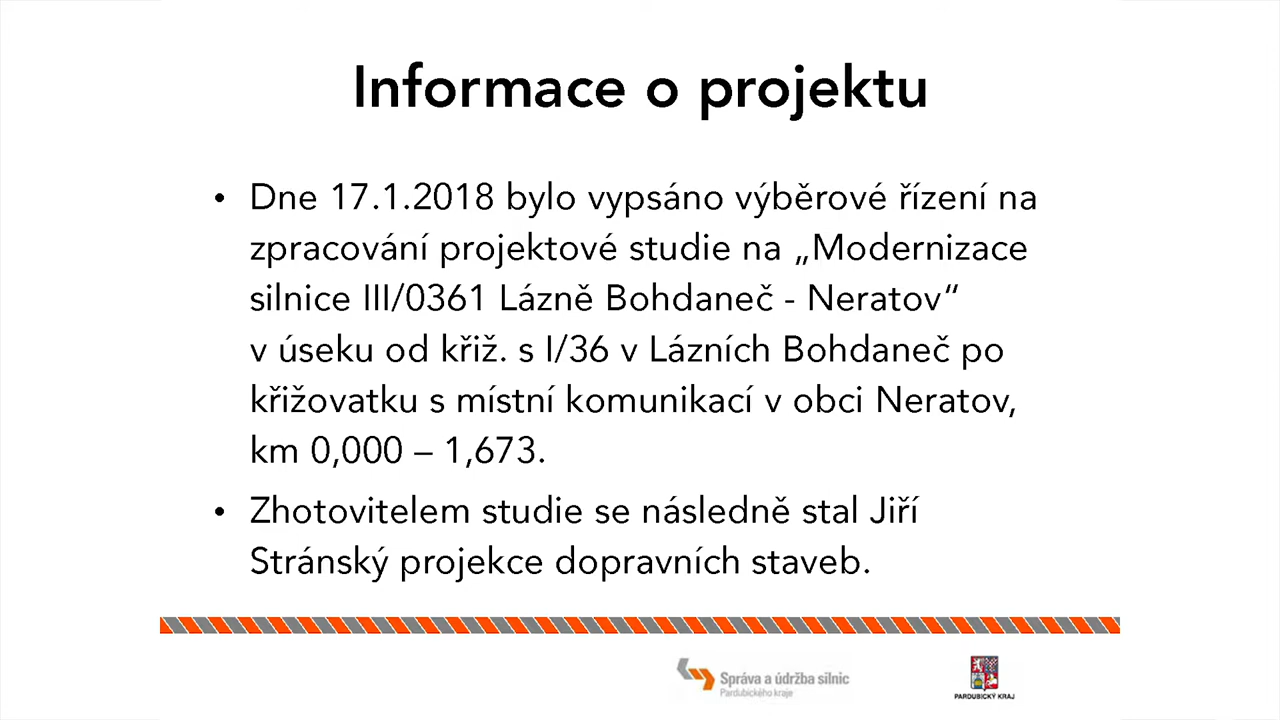 Informace o projektu
• Dne 17.1.2018 bylo vypsáno výběrové řízení na
zpracování projektové studie na „Modernizace
silnice III/0361 Lázně Bohdaneč - Neratov“
v úseku od křiž. s I/36 v Lázních Bohdaneč po
křižovatku s místní komunikací v obci Neratov,
km 0,000 – 1,673.
• Zhotovitelem studie se následně stal Jiří
Stránský projekce dopravních staveb.
Správa a údržba silnic
Pardubického kraje
PARDUBICKÝ KRAJ